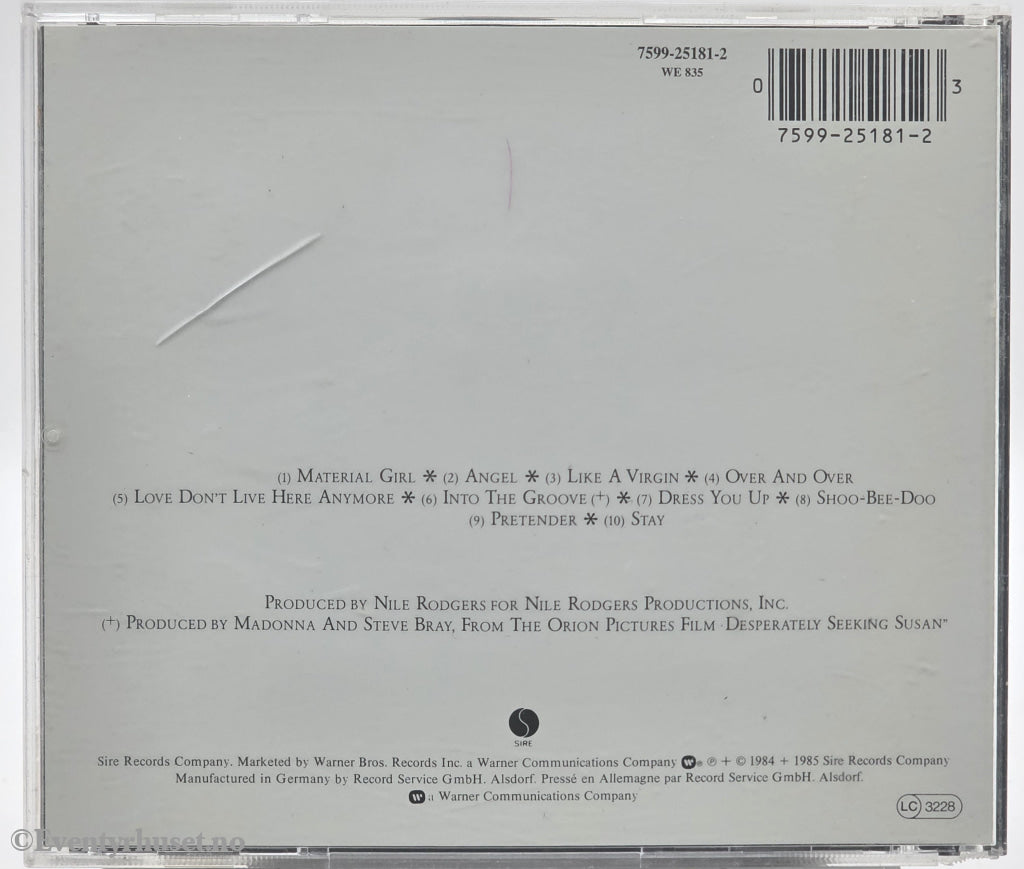 7599-25181-2
WE 835
0 3
7599-25181-2
(1) MATERIAL GIRL * (2) ANGEL * (3) LIKE A VIRGIN * (4) OVER AND OVER
(5) LOVE DON'T LIVE HERE ANYMORE * (6) INTO THE GROOVE (+) * (7) DRESS YOU UP * (8) SHOO-BEE-DOO
(9) PRETENDER * (10) STAY
PRODUCED BY NILE RODGERS FOR NILE RODGERS PRODUCTIONS, INC.
(+) PRODUCED BY MADONNA AND STEVE BRAY, FROM THE ORION PICTURES FILM DESPERATELY SEEKING SUSAN"
SIRE
Sire Records Company. Marketed by Warner Bros. Records Inc. a Warner Communications Company ® ℗ + © 1984 + 1985 Sire Records Company
Manufactured in Germany by Record Service GmbH. Alsdorf. Pressé en Allemagne par Record Service GmbH. Alsdorf.
a Warner Communications Company
LC 3228
©Eventyrhuset.no